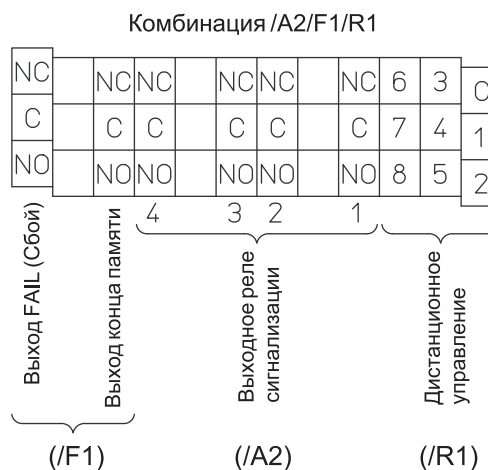 Комбинация /A2/F1/R1
NC NC NC NC NC NC 6 3 0
C C C C C C 7 4 1
NO NO NO NO NO NO 8 5 2
4 3 2 1
Выход FAIL (Сбой)
Выход конца памяти
Выходное реле
сигнализации
Дистанционное
управление
(/F1) (/A2) (/R1)